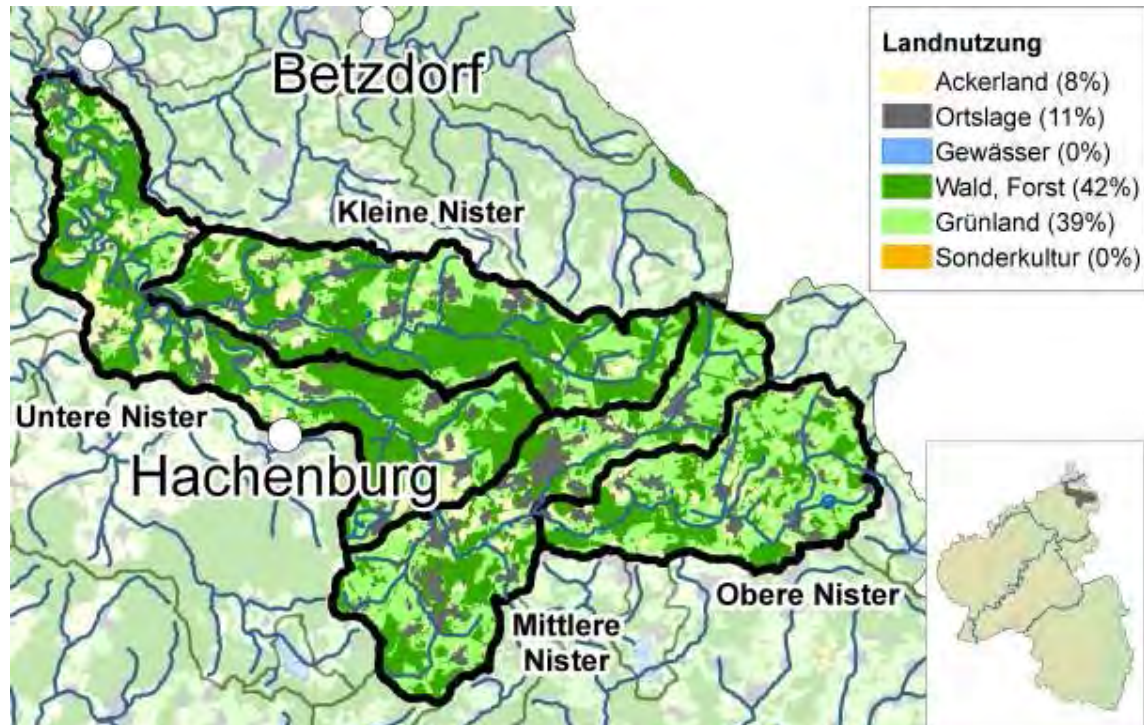 Betzdorf
Kleine Nister
Untere Nister
Hachenburg
Mittlere
Nister
Obere Nister
Landnutzung
Ackerland (8%)
Ortslage (11%)
Gewässer (0%)
Wald, Forst (42%)
Grünland (39%)
Sonderkultur (0%)